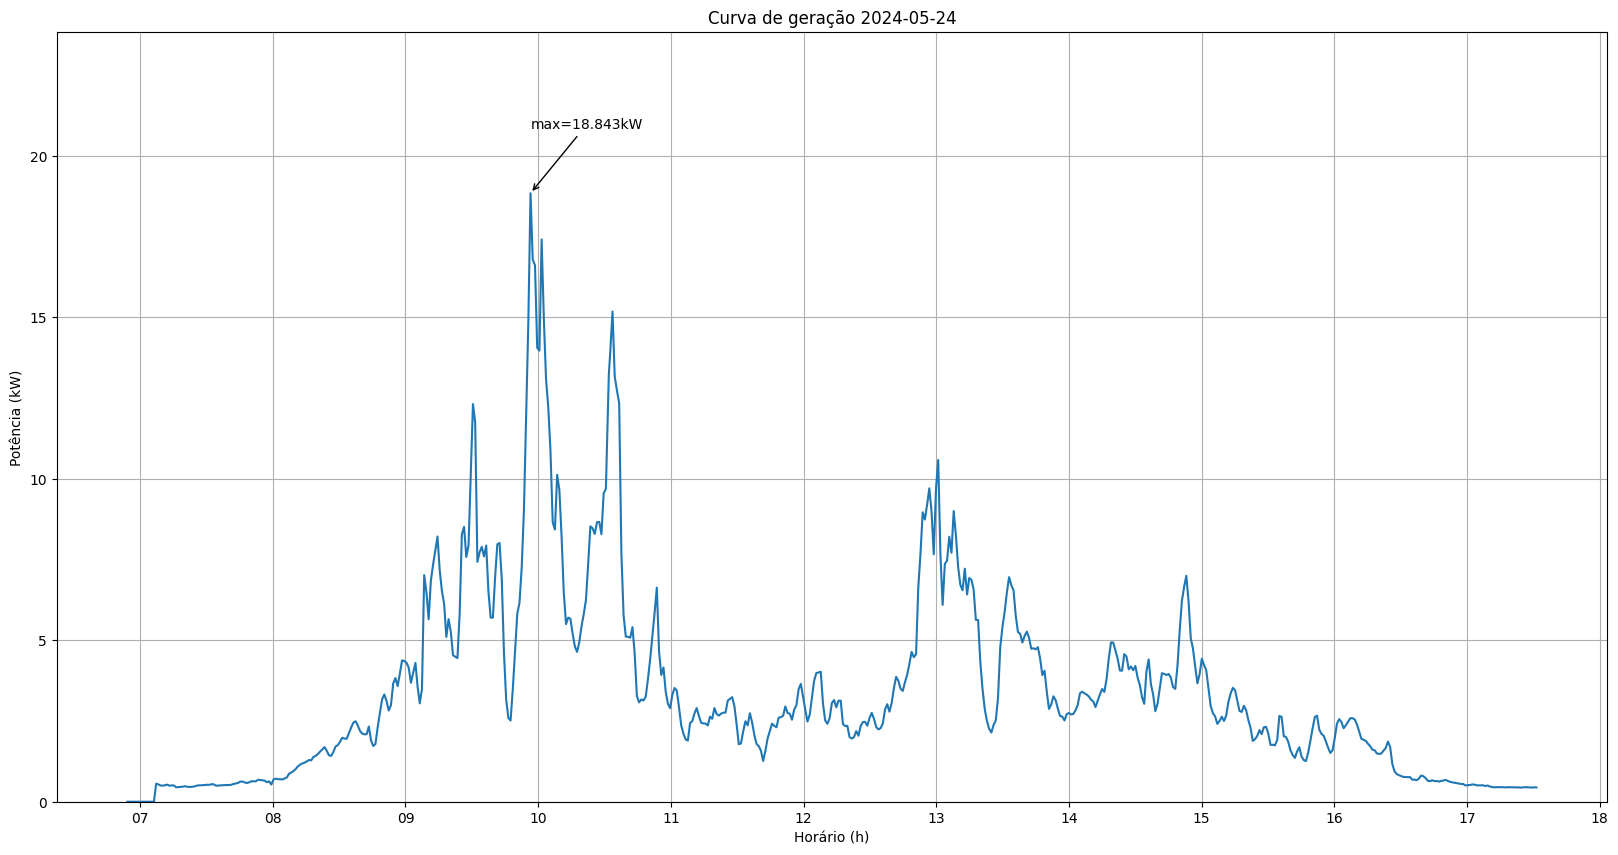 Curva de geração 2024-05-24
max=18.843kW
Potência (kW)
20
15
10
5
0
07 08 09 10 11 12 13 14 15 16 17 18
Horário (h)